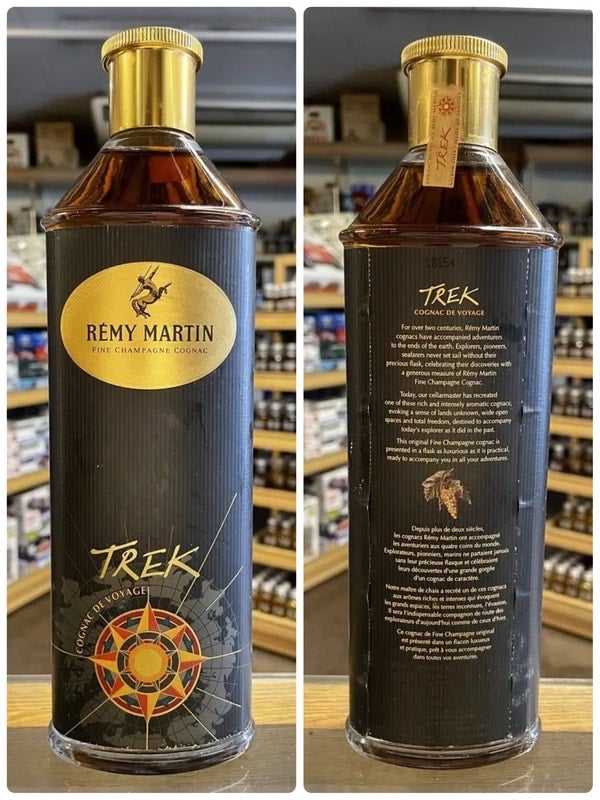 RÉMY MARTIN
FINE CHAMPAGNE COGNAC
TREK
COGNAC DE VOYAGE
TREK
L8154
TREK
COGNAC DE VOYAGE
For over two centuries, Rémy Martin
cognacs have accompanied adventurers
to the ends of the earth. Explorers, pioneers,
seafarers never set sail without their
precious flask, celebrating their discoveries with
a generous measure of Rémy Martin
Fine Champagne Cognac.
Today, our cellarmaster has recreated
one of these rich and intensely aromatic cognacs,
evoking a sense of lands unknown, wide open
spaces and total freedom, destined to accompany
today's explorer as it did in the past.
This original Fine Champagne cognac is
presented in a flask as luxurious as it is practical,
ready to accompany you in all your adventures.
Depuis plus de deux siècles,
les cognacs Rémy Martin ont accompagné
les aventuriers aux quatre coins du monde.
Explorateurs, pionniers, marins ne partaient jamais
sans leur précieuse flasque et célébraient
leurs découvertes d'une grande gorgée
d'un cognac de caractère.
Notre maître de chais a recréé un de ces cognacs
aux arômes riches et intenses qui évoquent
les grands espaces, les terres inconnues, l'évasion.
Il sera l'indispensable compagnon de route des
explorateurs d'aujourd'hui comme de ceux d'hier.
Ce cognac de Fine Champagne original
est présenté dans un flacon luxueux
et pratique, prêt à vous accompagner
dans toutes vos aventures.